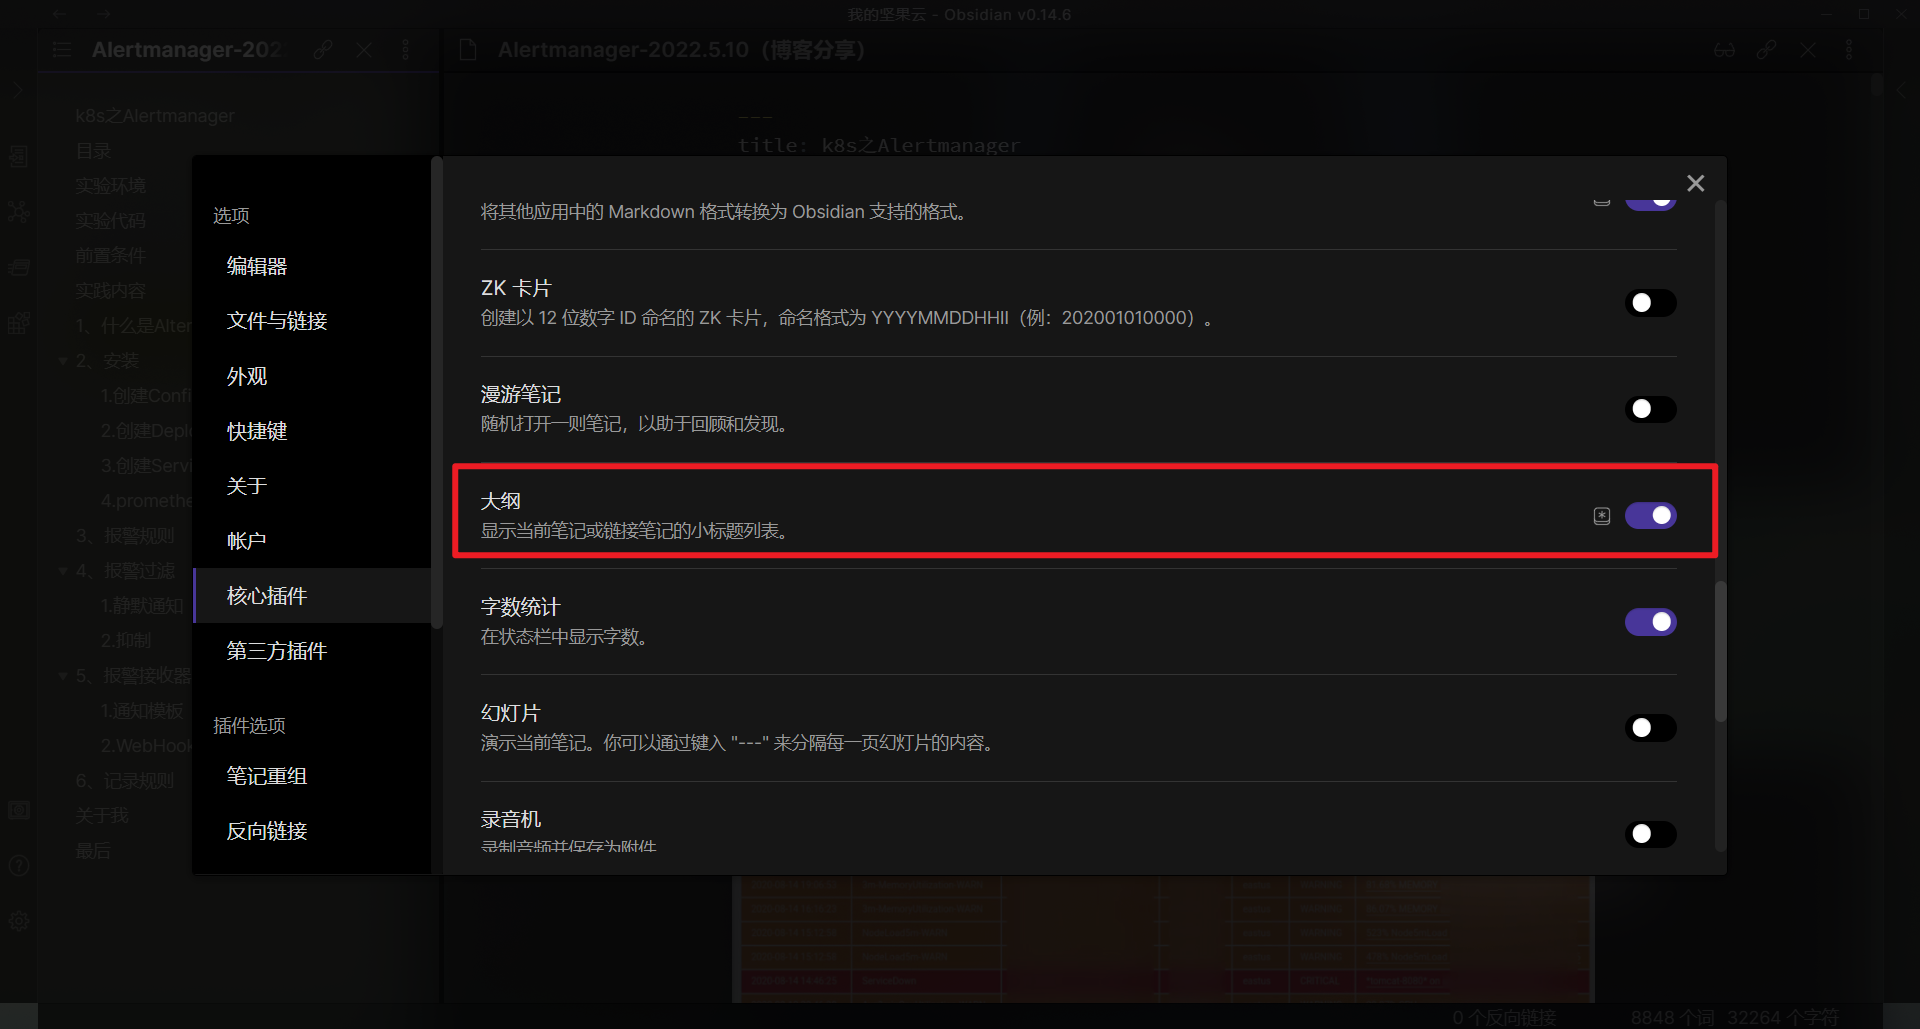 我的坚果云 - Obsidian v0.14.6
Alertmanager-202
Alertmanager-2022.5.10（博客分享）
k8s之Alertmanager
目录
实验环境
实验代码
前置条件
实践内容
1、什么是Alter
2、安装
1.创建Confi
2.创建Depl
3.创建Servi
4.promethe
3、报警规则
4、报警过滤
1.静默通知
2.抑制
5、报警接收器
1.通知模板
2.WebHook
6、记录规则
关于我
最后
---
title: k8s之Alertmanager
选项
编辑器
文件与链接
外观
快捷键
关于
帐户
核心插件
第三方插件
插件选项
笔记重组
反向链接
将其他应用中的 Markdown 格式转换为 Obsidian 支持的格式。
ZK 卡片
创建以 12 位数字 ID 命名的 ZK 卡片，命名格式为 YYYYMMDDHHII（例：202001010000）。
漫游笔记
随机打开一则笔记，以助于回顾和发现。
大纲
显示当前笔记或链接笔记的小标题列表。
字数统计
在状态栏中显示字数。
幻灯片
演示当前笔记。你可以通过键入 "---" 来分隔每一页幻灯片的内容。
录音机
录制音频并保存为附件
0 个反向链接
8848 个词
32264 个字符